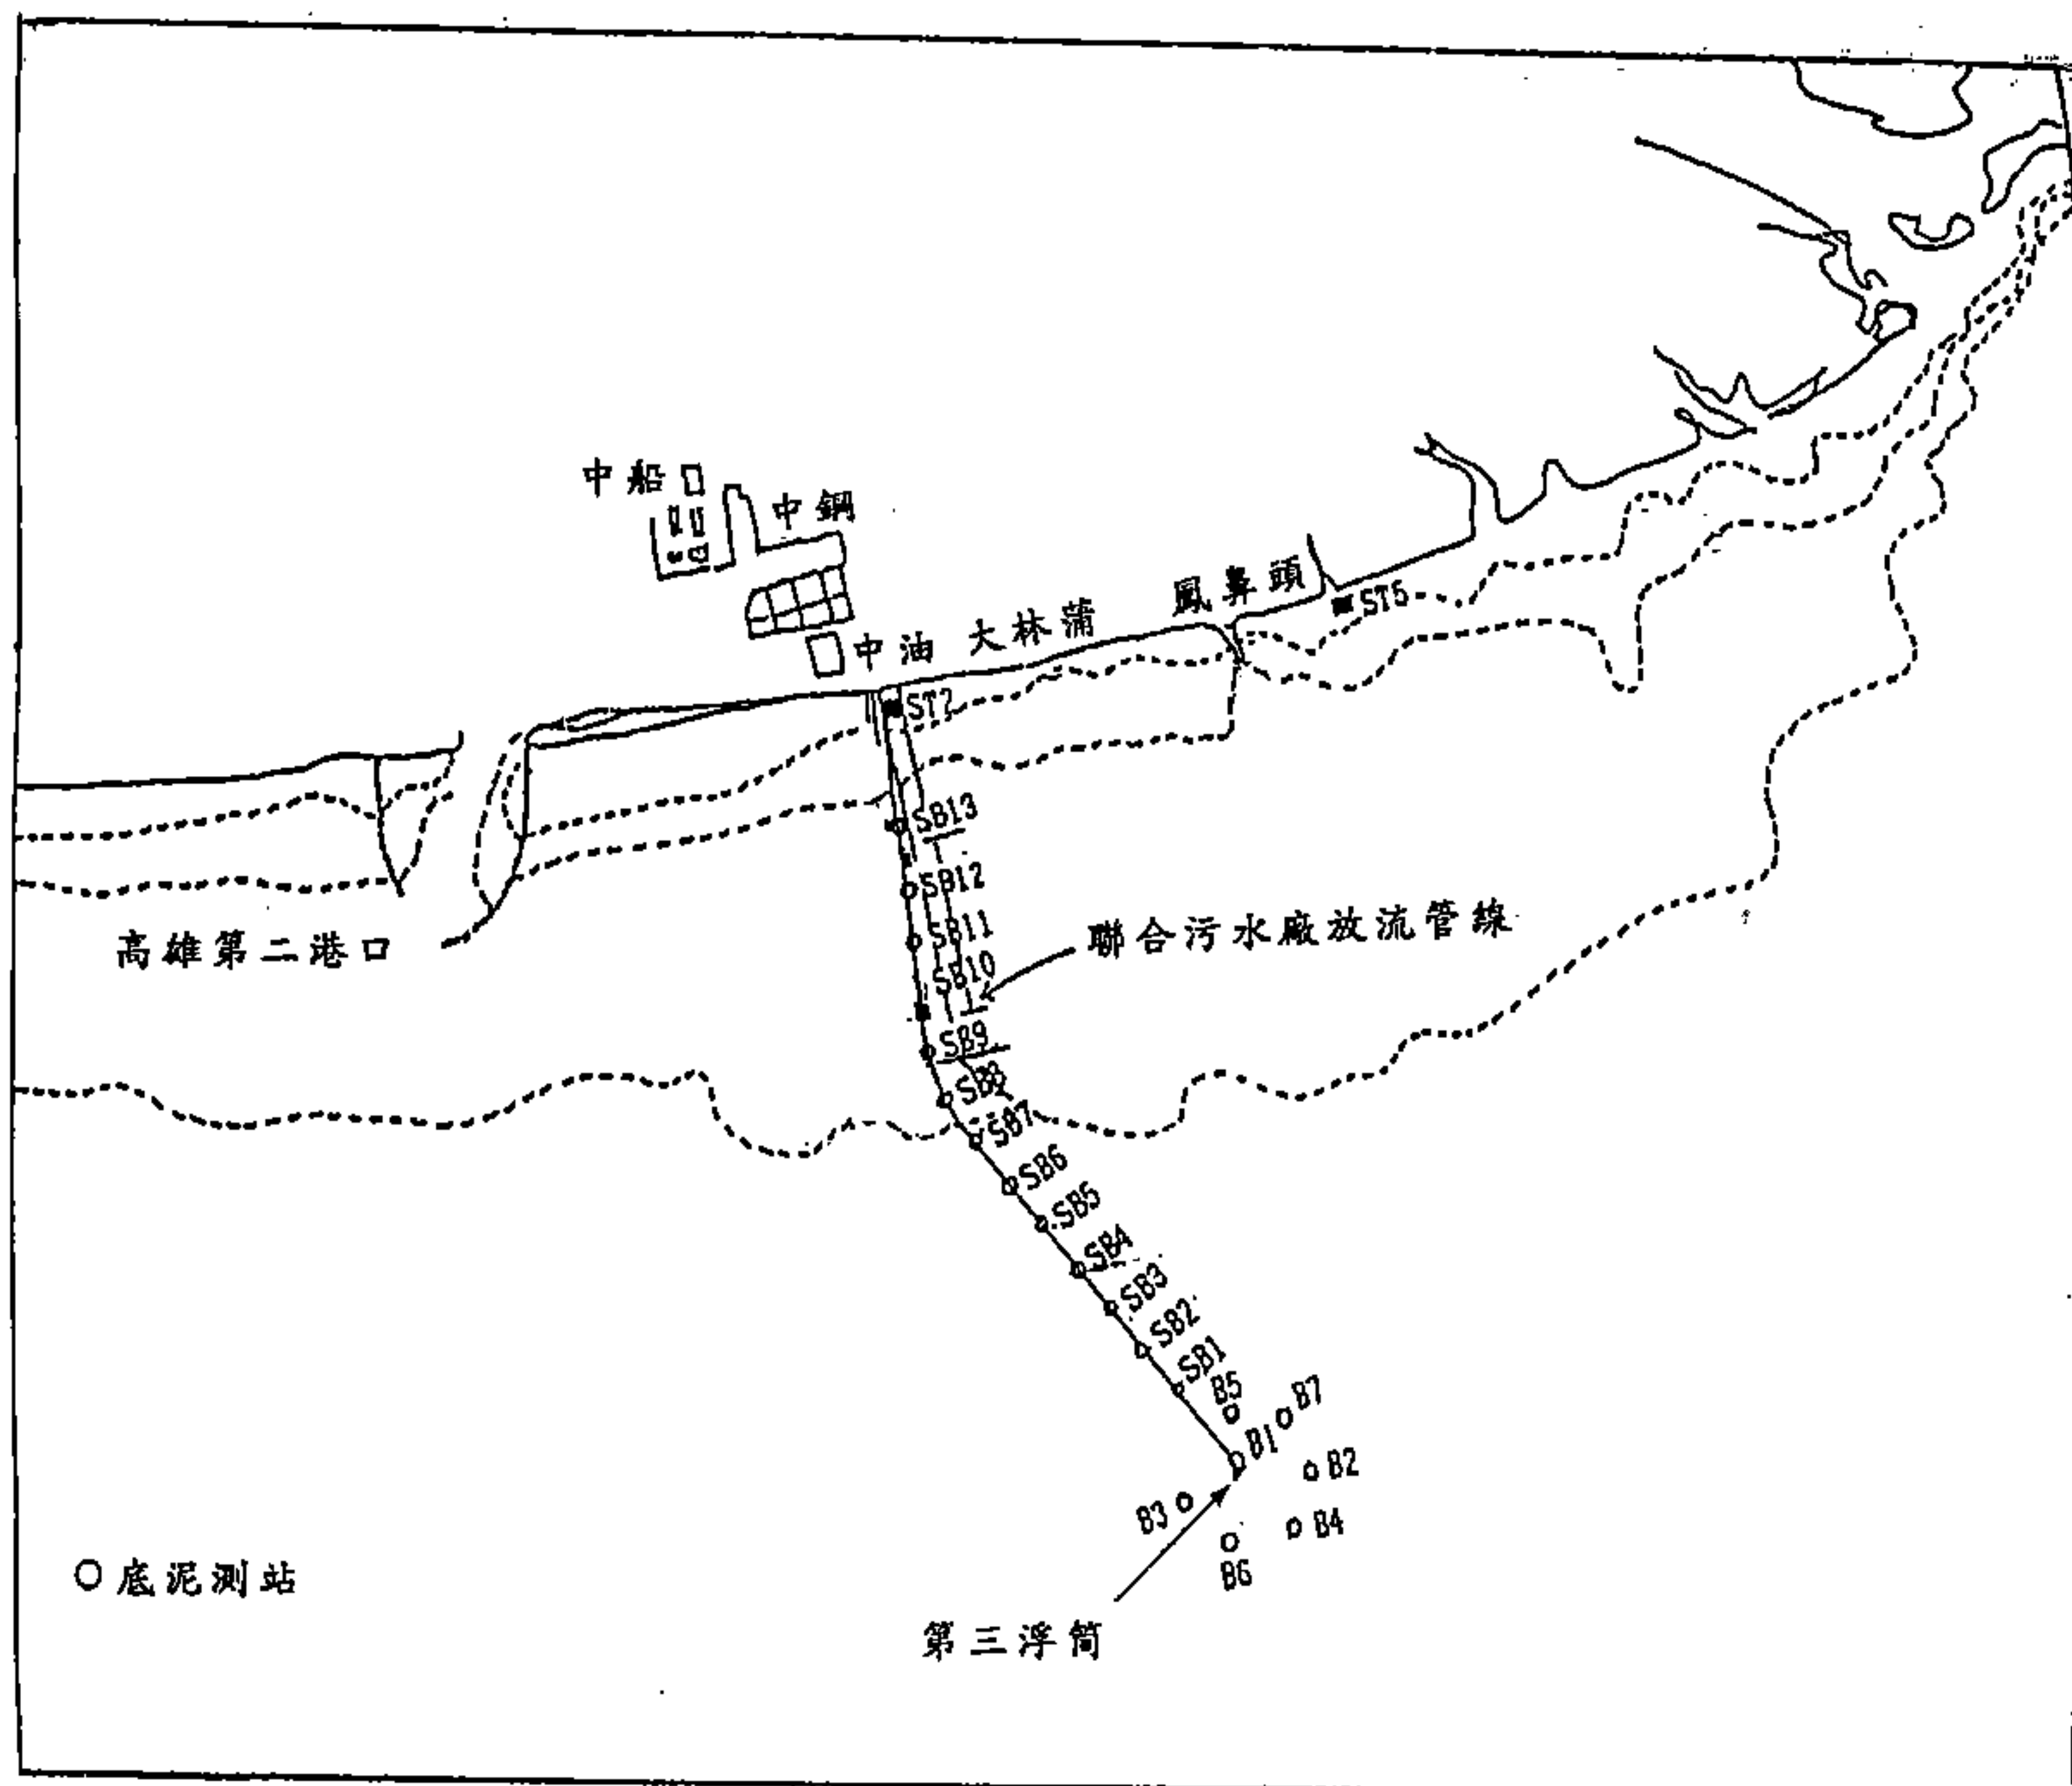 中船
中鋼
鳳鼻頭
ST5
大林蒲
中油
ST7
SB13
SB12
聯合污水廠放流管線
SB11
高雄第二港口
SB10
SB9
SB8
SB7
SB6
SB5
SB4
SB3
SB2
SB1
B5
B7
B1
B2
B3
B4
B6
底泥测站
第三浮筒